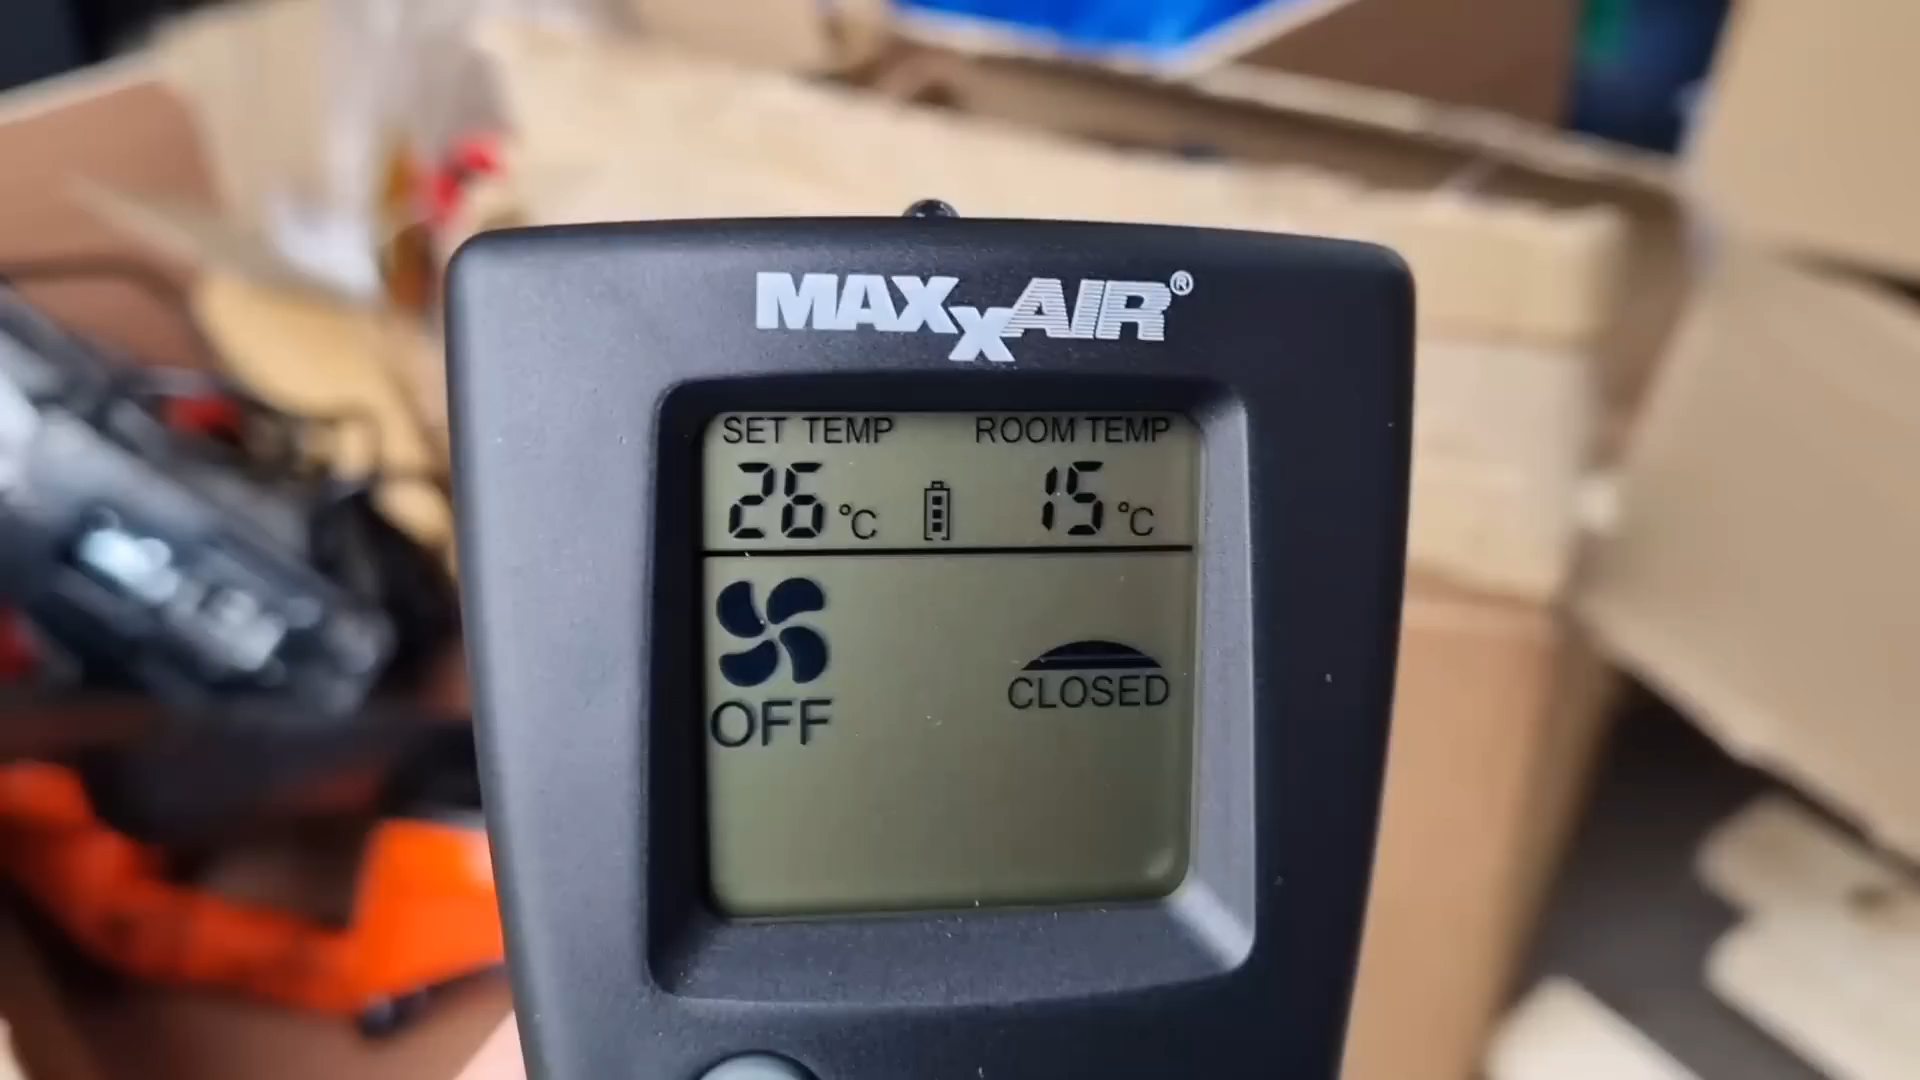 MAXXAIR®
SET TEMP ROOM TEMP
26 °C 15 °C
OFF
CLOSED